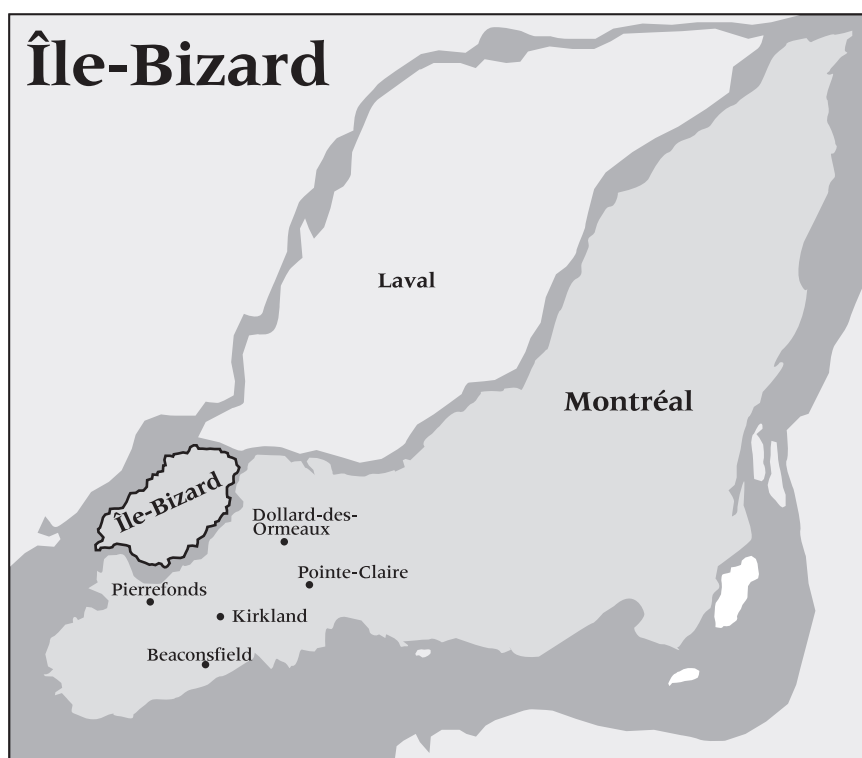 Île-Bizard
Laval
Montréal
Île-Bizard
Dollard-des-
Ormeaux
Pointe-Claire
Pierrefonds
Kirkland
Beaconsfield